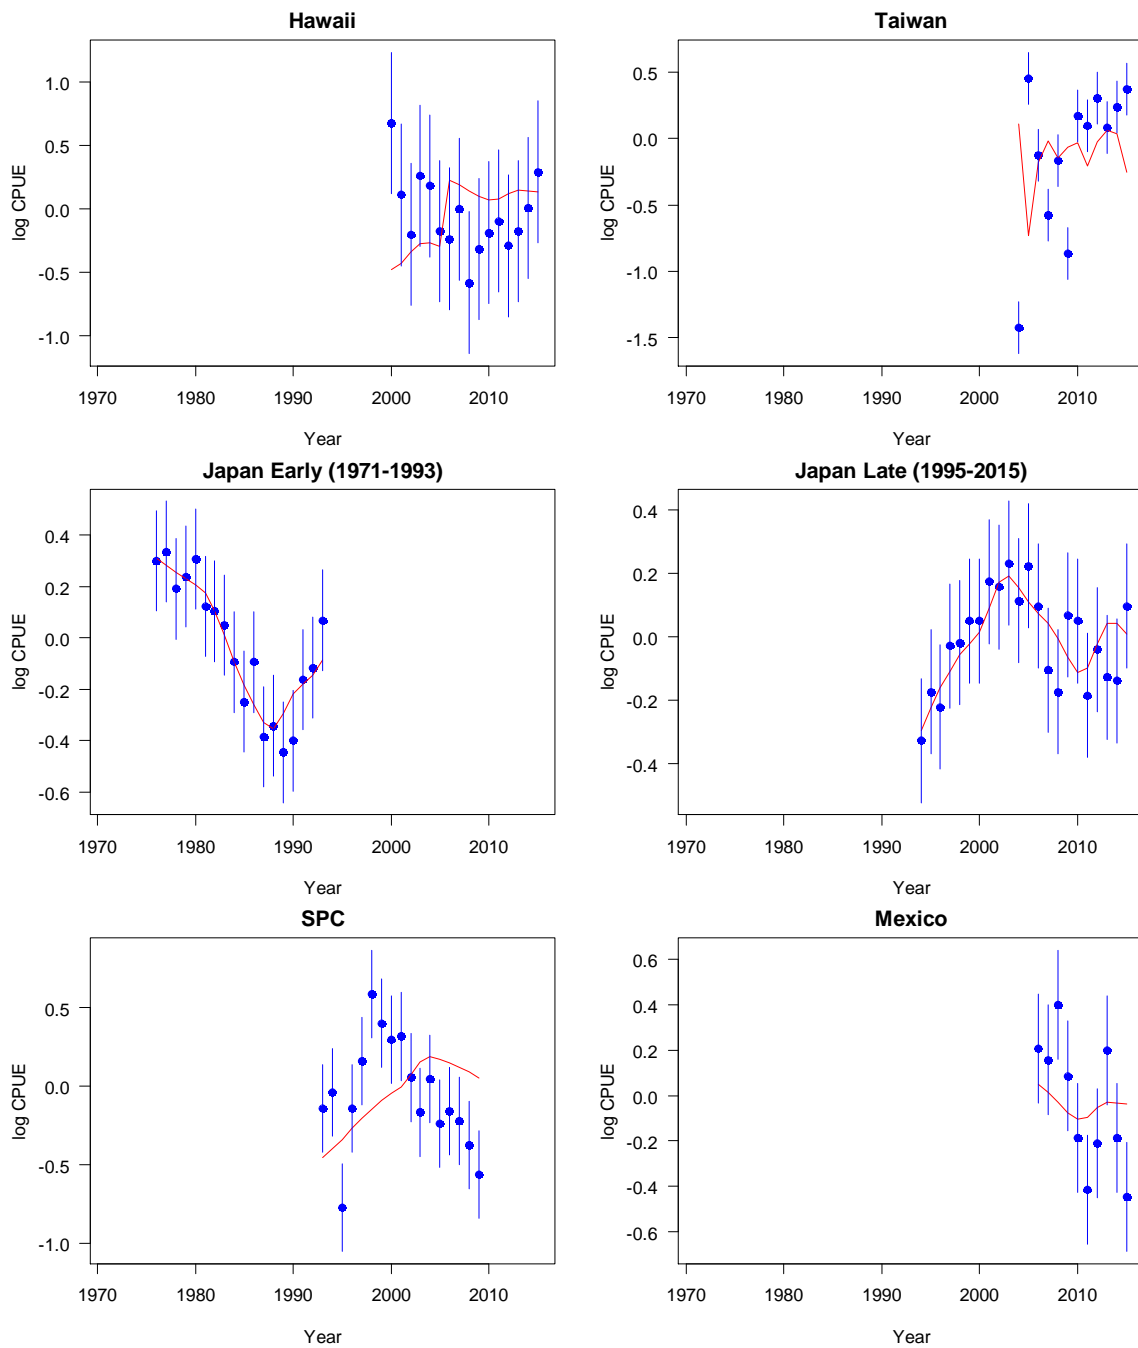 Hawaii
log CPUE
1.0
0.5
0.0
-0.5
-1.0
1970 1980 1990 2000 2010
Year
Taiwan
log CPUE
0.5
0.0
-0.5
-1.0
-1.5
1970 1980 1990 2000 2010
Year
Japan Early (1971-1993)
log CPUE
0.4
0.2
0.0
-0.2
-0.4
-0.6
1970 1980 1990 2000 2010
Year
Japan Late (1995-2015)
log CPUE
0.4
0.2
0.0
-0.2
-0.4
1970 1980 1990 2000 2010
Year
SPC
log CPUE
0.5
0.0
-0.5
-1.0
1970 1980 1990 2000 2010
Year
Mexico
log CPUE
0.6
0.4
0.2
0.0
-0.2
-0.4
-0.6
1970 1980 1990 2000 2010
Year